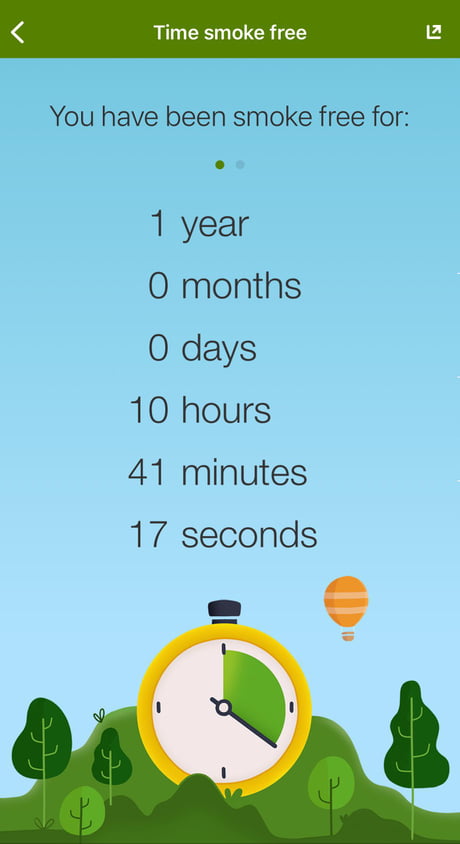 Time smoke free
You have been smoke free for:
1 year
0 months
0 days
10 hours
41 minutes
17 seconds